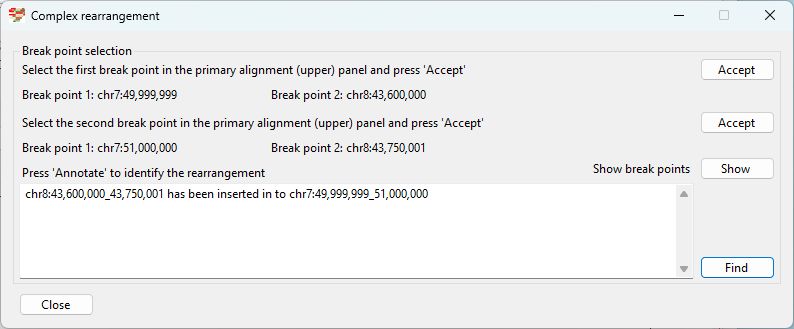 Complex rearrangement
Break point selection
Select the first break point in the primary alignment (upper) panel and press 'Accept'
Accept
Break point 1: chr7:49,999,999 Break point 2: chr8:43,600,000
Select the second break point in the primary alignment (upper) panel and press 'Accept'
Accept
Break point 1: chr7:51,000,000 Break point 2: chr8:43,750,001
Press 'Annotate' to identify the rearrangement Show break points Show
chr8:43,600,000_43,750,001 has been inserted in to chr7:49,999,999_51,000,000
Find
Close